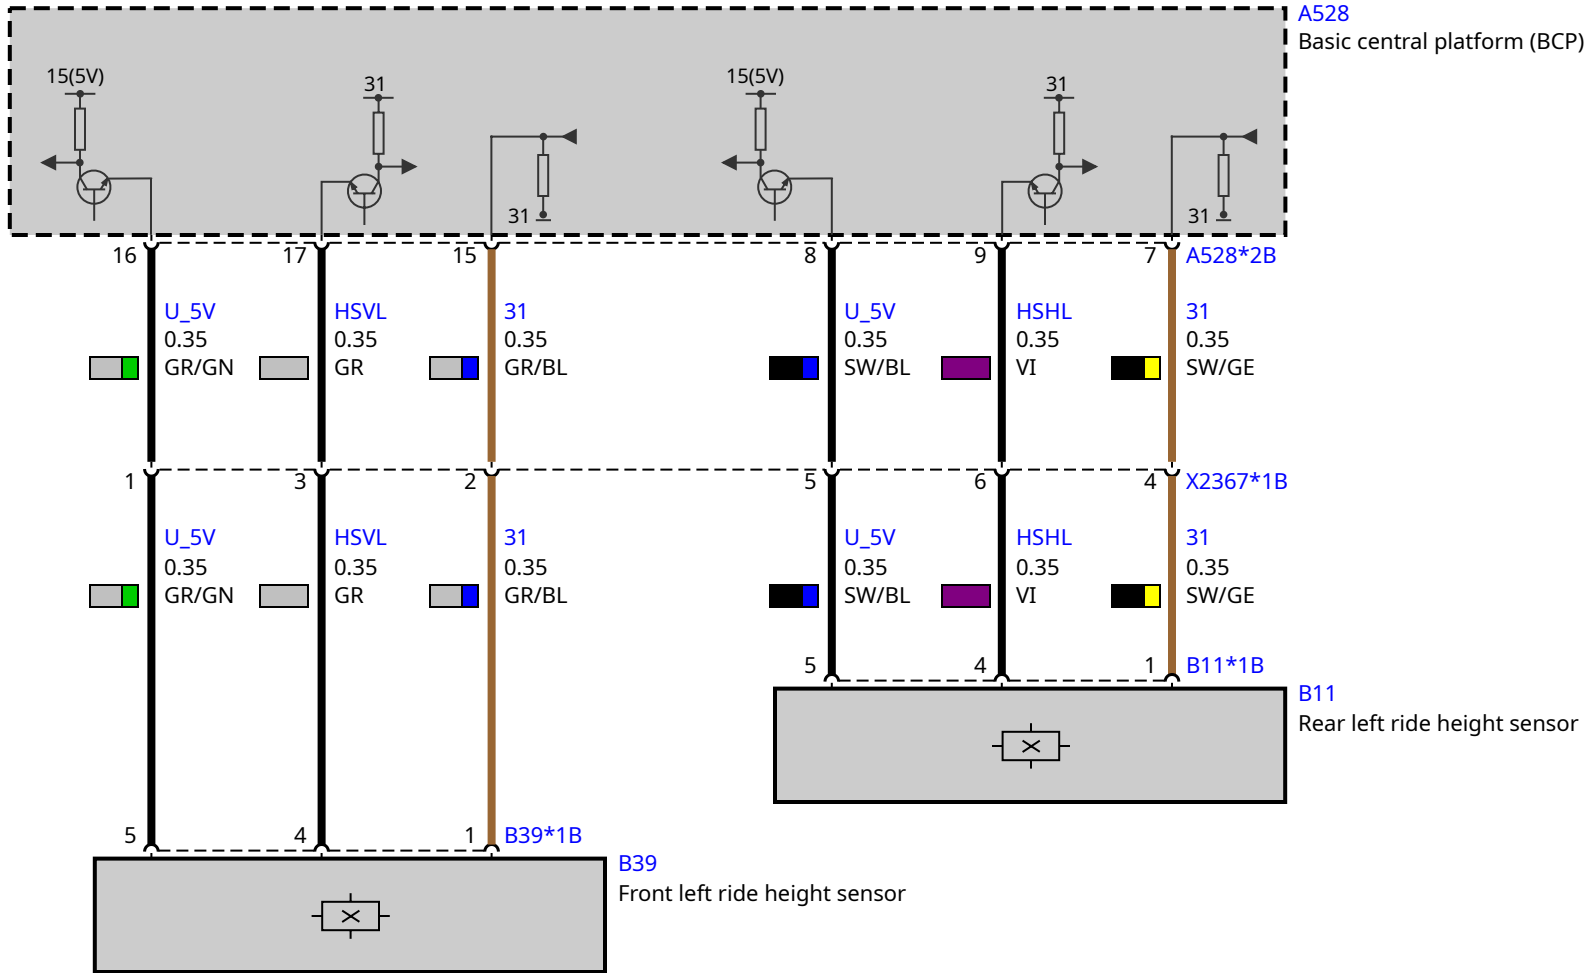 A528
Basic central platform (BCP)
15(5V)
31
31
15(5V)
31
31
16
17
15
8
9
7
A528*2B
U_5V
0.35
GR/GN
HSVL
0.35
GR
31
0.35
GR/BL
U_5V
0.35
SW/BL
HSHL
0.35
VI
31
0.35
SW/GE
1
3
2
5
6
4
X2367*1B
U_5V
0.35
GR/GN
HSVL
0.35
GR
31
0.35
GR/BL
U_5V
0.35
SW/BL
HSHL
0.35
VI
31
0.35
SW/GE
5
4
1
B11*1B
B11
Rear left ride height sensor
5
4
1
B39*1B
B39
Front left ride height sensor